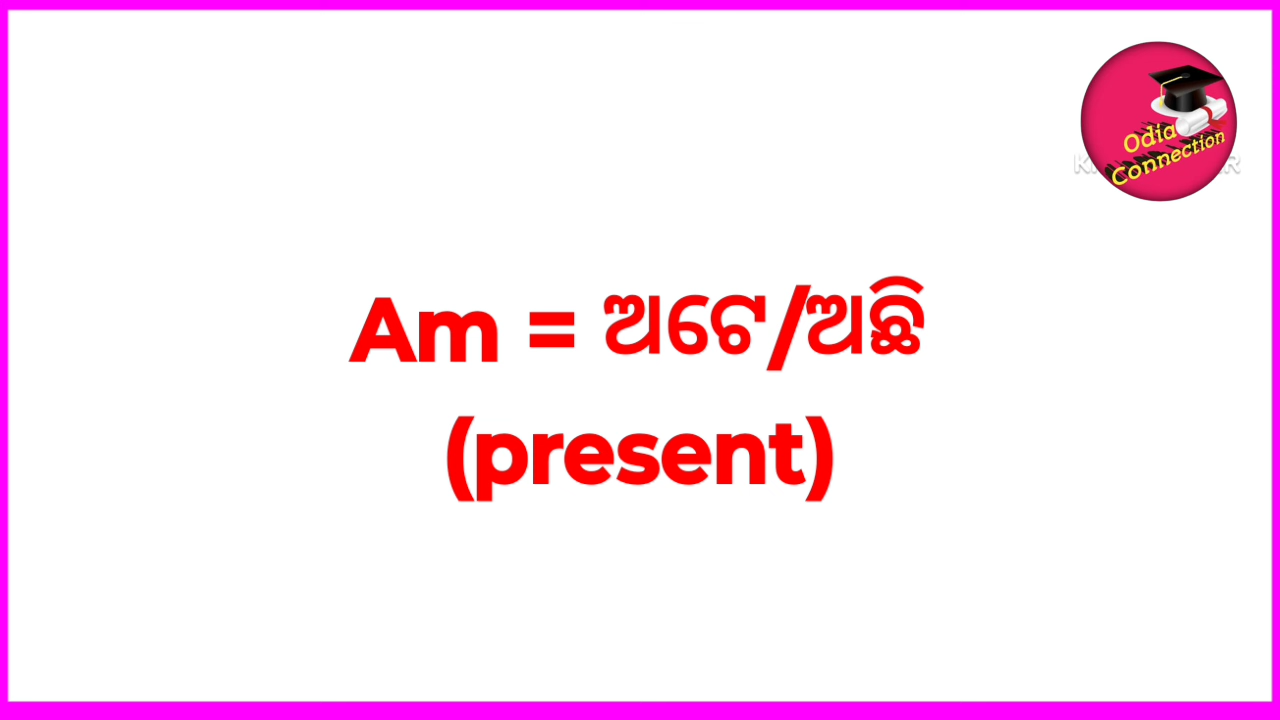 Odia
Connection
Am = ଅଟେ/ଅଛି
(present)